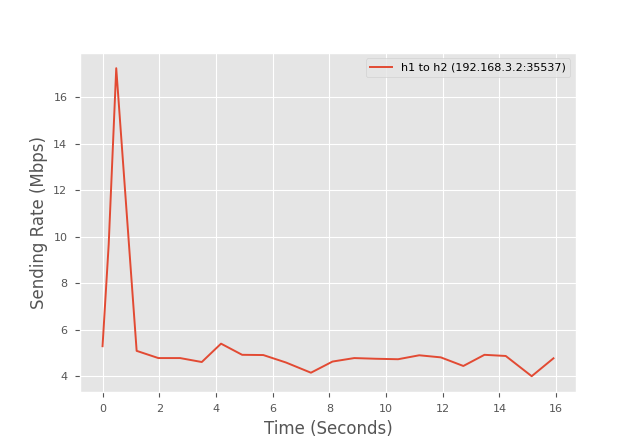 h1 to h2 (192.168.3.2:35537)
16
14
12
10
8
6
4
Sending Rate (Mbps)
0 2 4 6 8 10 12 14 16
Time (Seconds)